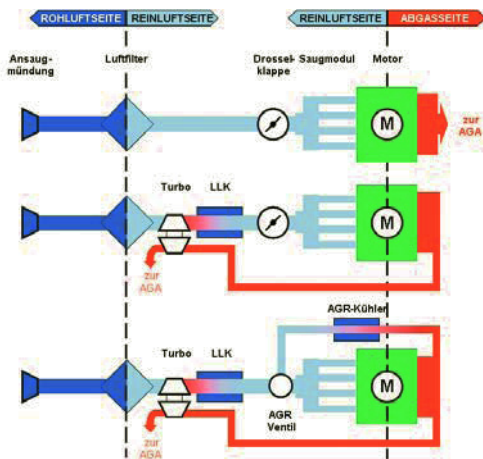 ROHLUFTSEITE REINLUFTSEITE REINLUFTSEITE ABGASSEITE
Ansaug-
mündung
Luftfilter
Drossel-
klappe
Saugmodul
Motor
M
zur
AGA
Turbo
LLK
M
zur
AGA
AGR-Kühler
Turbo
LLK
M
AGR
Ventil
zur
AGA